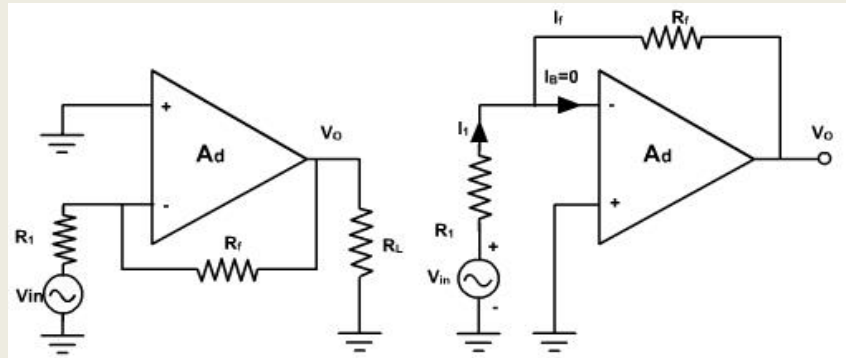 +
Ad
-
Vo
R1
Rf
RL
Vin
If
Rf
IB=0
I1
-
Ad
Vo
+
R1
+
Vin
-